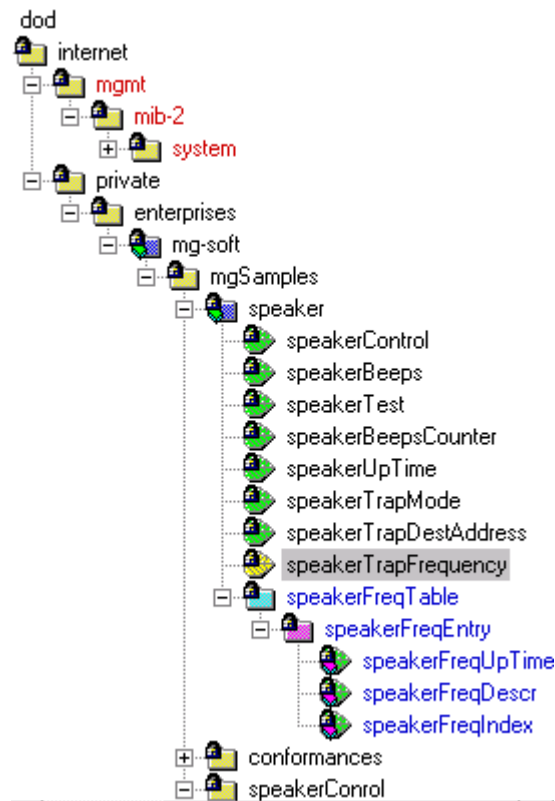 dod
internet
mgmt
mib-2
system
private
enterprises
mg-soft
mgSamples
speaker
speakerControl
speakerBeeps
speakerTest
speakerBeepsCounter
speakerUpTime
speakerTrapMode
speakerTrapDestAddress
speakerTrapFrequency
speakerFreqTable
speakerFreqEntry
speakerFreqUpTime
speakerFreqDescr
speakerFreqIndex
conformances
speakerConrol